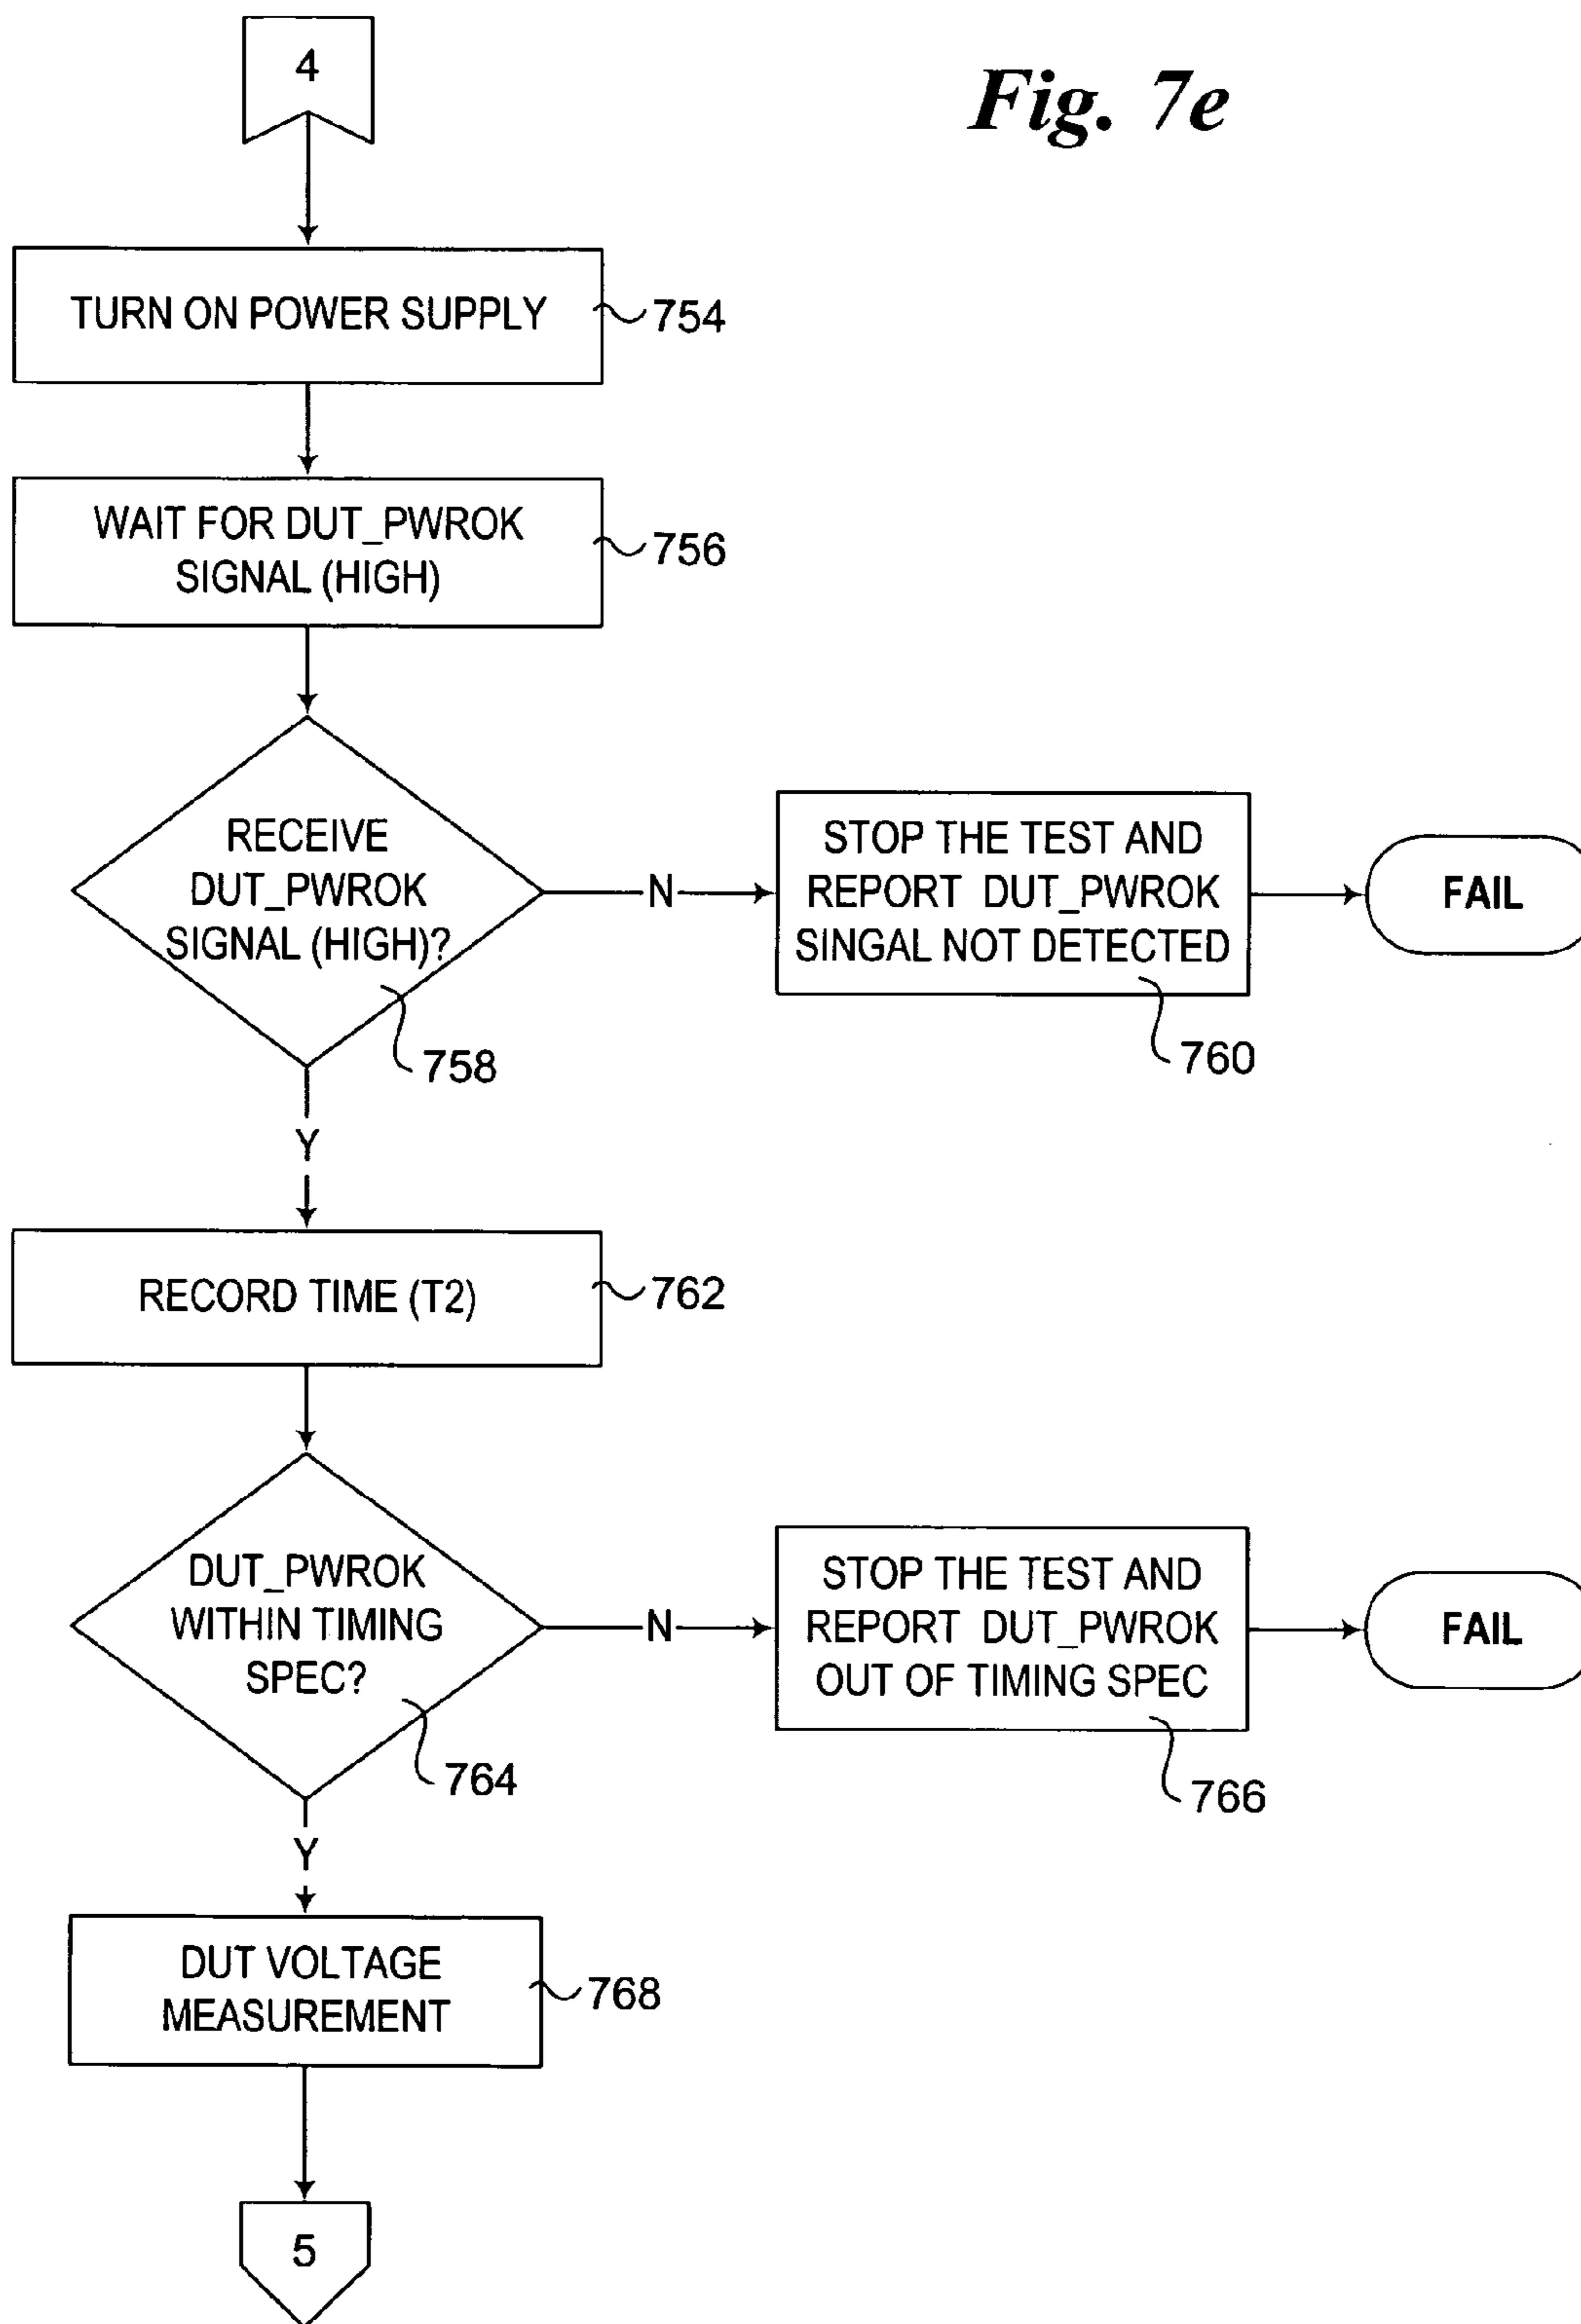 4
Fig. 7e
TURN ON POWER SUPPLY
754
WAIT FOR DUT_PWROK
SIGNAL (HIGH)
756
RECEIVE
DUT_PWROK
SIGNAL (HIGH)?
758
N
STOP THE TEST AND
REPORT DUT_PWROK
SINGAL NOT DETECTED
760
FAIL
Y
RECORD TIME (T2)
762
DUT_PWROK
WITHIN TIMING
SPEC?
764
N
STOP THE TEST AND
REPORT DUT_PWROK
OUT OF TIMING SPEC
766
FAIL
Y
DUT VOLTAGE
MEASUREMENT
768
5